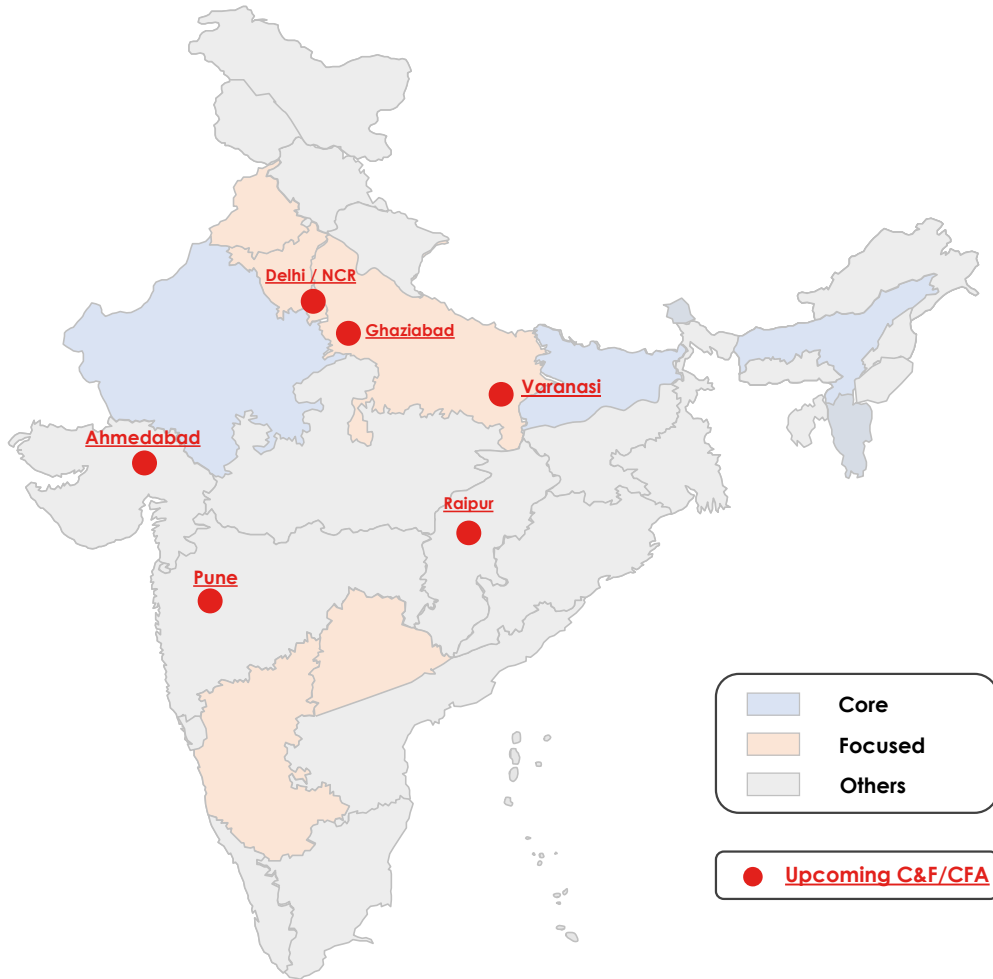 Delhi / NCR
Ghaziabad
Varanasi
Ahmedabad
Raipur
Pune
Core
Focused
Others
Upcoming C&F/CFA